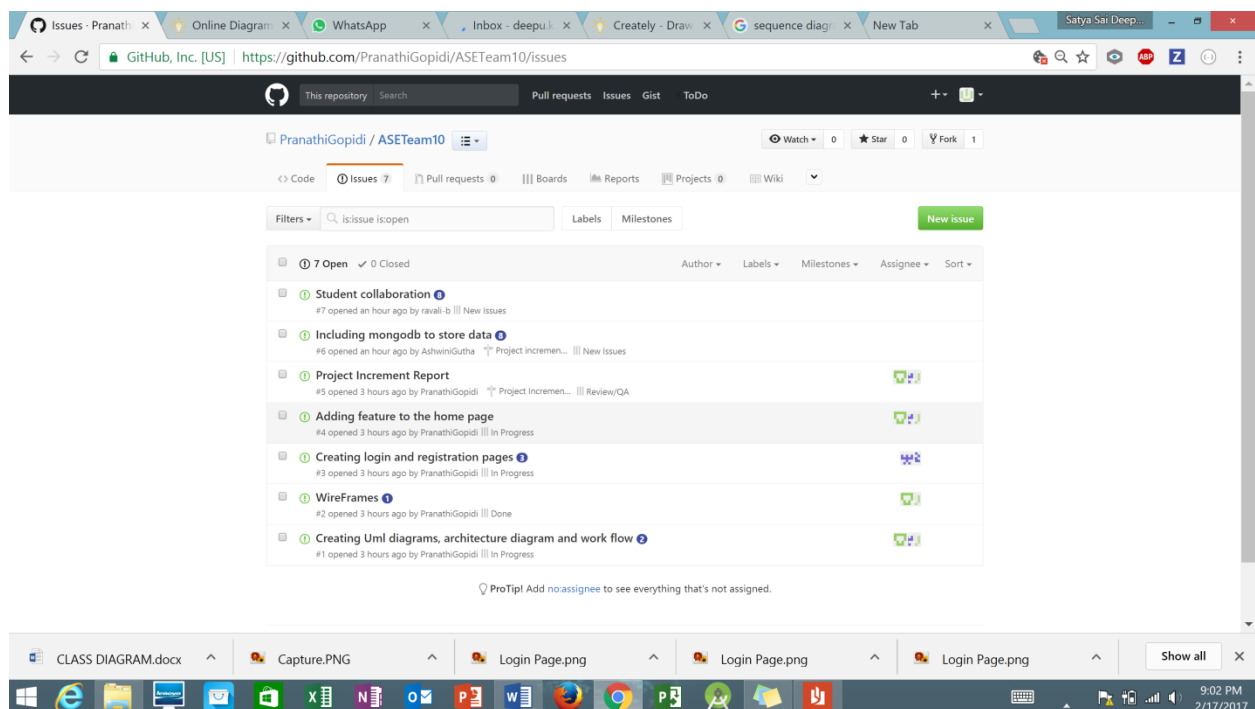 Issues · Pranath
Online Diagram
WhatsApp
Inbox - deepu.k
Creately - Draw
sequence diagr
New Tab
Satya Sai Deep...
GitHub, Inc. [US] https://github.com/PranathiGopidi/ASETeam10/issues
This repository Search Pull requests Issues Gist ToDo
PranathiGopidi / ASETeam10 Watch 0 Star 0 Fork 1
Code Issues 7 Pull requests 0 Boards Reports Projects 0 Wiki
Filters is:issue is:open Labels Milestones New issue
7 Open 0 Closed Author Labels Milestones Assignee Sort
Student collaboration 8
#7 opened an hour ago by ravali-b New Issues
Including mongodb to store data 8
#6 opened an hour ago by AshwiniGutha Project incremen... New Issues
Project Increment Report
#5 opened 3 hours ago by PranathiGopidi Project Incremen... Review/QA
Adding feature to the home page
#4 opened 3 hours ago by PranathiGopidi In Progress
Creating login and registration pages 3
#3 opened 3 hours ago by PranathiGopidi In Progress
WireFrames 1
#2 opened 3 hours ago by PranathiGopidi Done
Creating Uml diagrams, architecture diagram and work flow 2
#1 opened 3 hours ago by PranathiGopidi In Progress
ProTip! Add no:assignee to see everything that's not assigned.
CLASS DIAGRAM.docx Capture.PNG Login Page.png Login Page.png Login Page.png Show all
9:02 PM
2/17/2017